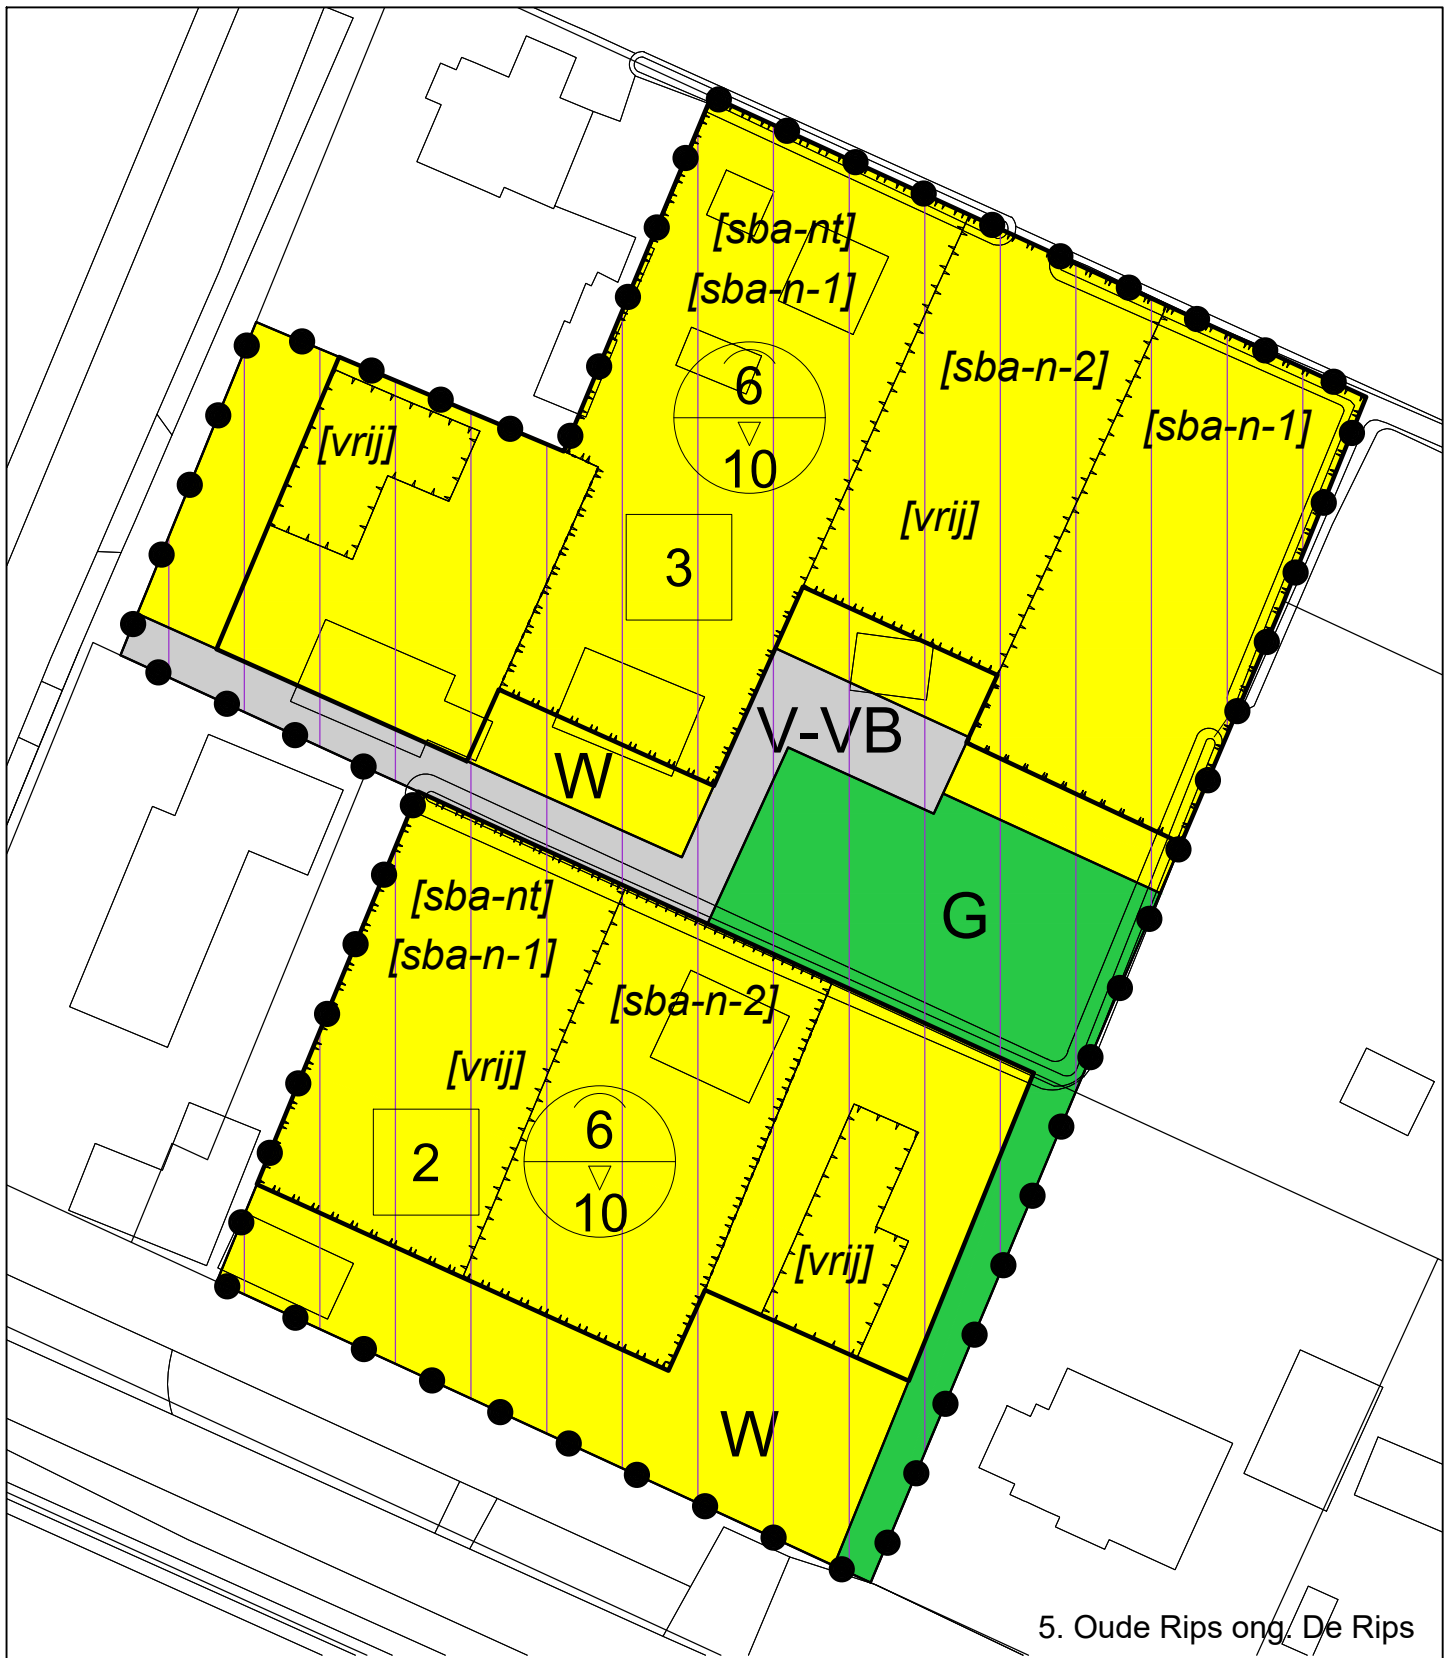 [sba-nt]
[sba-n-1]
[sba-n-2]
[sba-n-1]
[vrij]
6
10
[vrij]
3
V-VB
W
G
[sba-nt]
[sba-n-1]
[sba-n-2]
[vrij]
6
10
2
[vrij]
W
5. Oude Rips ong. De Rips